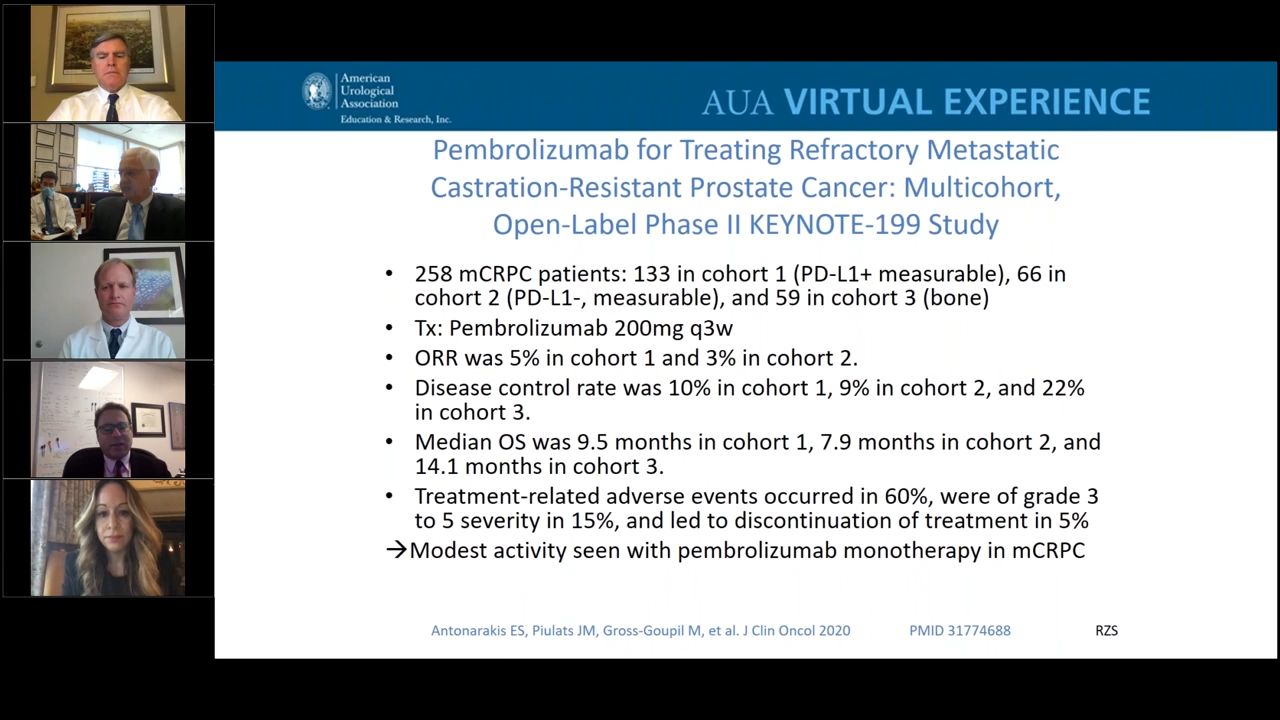 American
Urological
Association
Education & Research, Inc.
AUA VIRTUAL EXPERIENCE
Pembrolizumab for Treating Refractory Metastatic
Castration-Resistant Prostate Cancer: Multicohort,
Open-Label Phase II KEYNOTE-199 Study
• 258 mCRPC patients: 133 in cohort 1 (PD-L1+ measurable), 66 in
cohort 2 (PD-L1-, measurable), and 59 in cohort 3 (bone)
• Tx: Pembrolizumab 200mg q3w
• ORR was 5% in cohort 1 and 3% in cohort 2.
• Disease control rate was 10% in cohort 1, 9% in cohort 2, and 22%
in cohort 3.
• Median OS was 9.5 months in cohort 1, 7.9 months in cohort 2, and
14.1 months in cohort 3.
• Treatment-related adverse events occurred in 60%, were of grade 3
to 5 severity in 15%, and led to discontinuation of treatment in 5%
→Modest activity seen with pembrolizumab monotherapy in mCRPC
Antonarakis ES, Piulats JM, Gross-Goupil M, et al. J Clin Oncol 2020 PMID 31774688 RZS